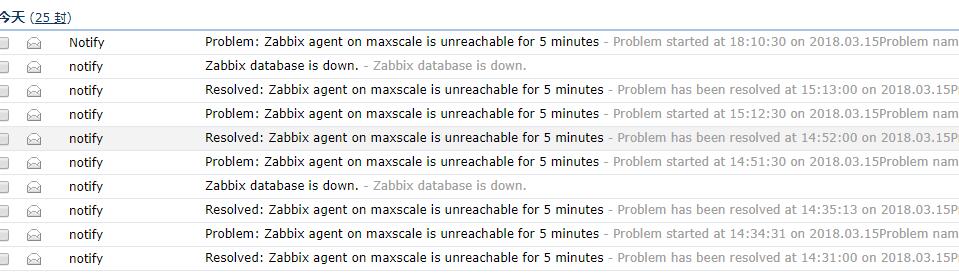 今天 (25 封)
Notify Problem: Zabbix agent on maxscale is unreachable for 5 minutes - Problem started at 18:10:30 on 2018.03.15Problem nam
notify Zabbix database is down. - Zabbix database is down.
notify Resolved: Zabbix agent on maxscale is unreachable for 5 minutes - Problem has been resolved at 15:13:00 on 2018.03.15P
notify Problem: Zabbix agent on maxscale is unreachable for 5 minutes - Problem started at 15:12:30 on 2018.03.15Problem nam
notify Resolved: Zabbix agent on maxscale is unreachable for 5 minutes - Problem has been resolved at 14:52:00 on 2018.03.15P
notify Problem: Zabbix agent on maxscale is unreachable for 5 minutes - Problem started at 14:51:30 on 2018.03.15Problem nam
notify Zabbix database is down. - Zabbix database is down.
notify Resolved: Zabbix agent on maxscale is unreachable for 5 minutes - Problem has been resolved at 14:35:13 on 2018.03.15P
notify Problem: Zabbix agent on maxscale is unreachable for 5 minutes - Problem started at 14:34:31 on 2018.03.15Problem nam
notify Resolved: Zabbix agent on maxscale is unreachable for 5 minutes - Problem has been resolved at 14:31:00 on 2018.03.15P